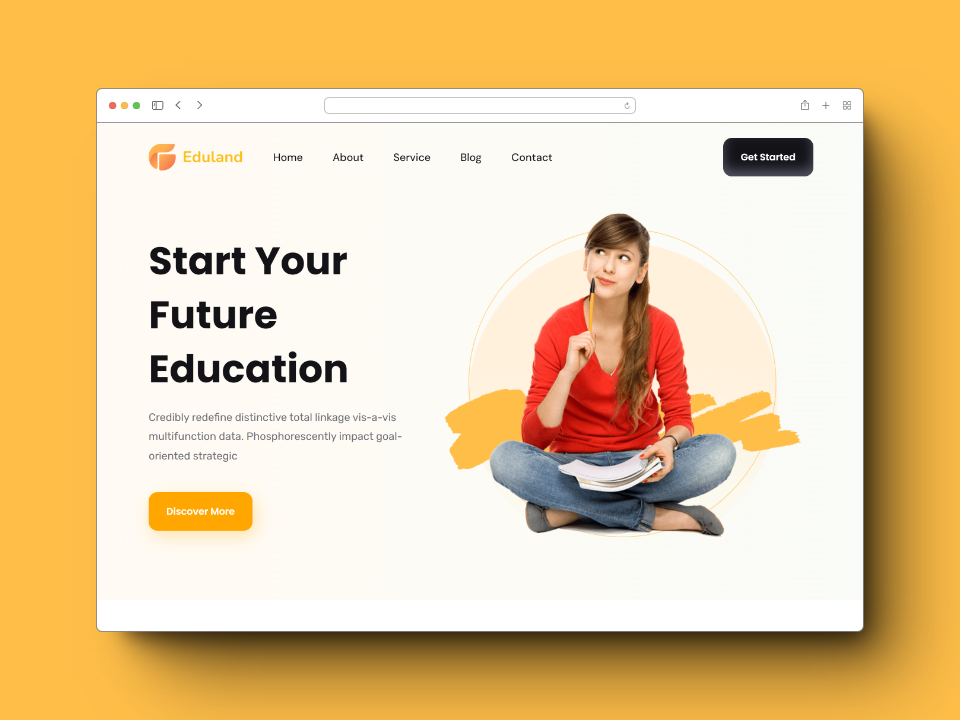 Eduland
Home About Service Blog Contact
Get Started
Start Your
Future
Education
Credibly redefine distinctive total linkage vis-a-vis
multifunction data. Phosphorescently impact goal-
oriented strategic
Discover More